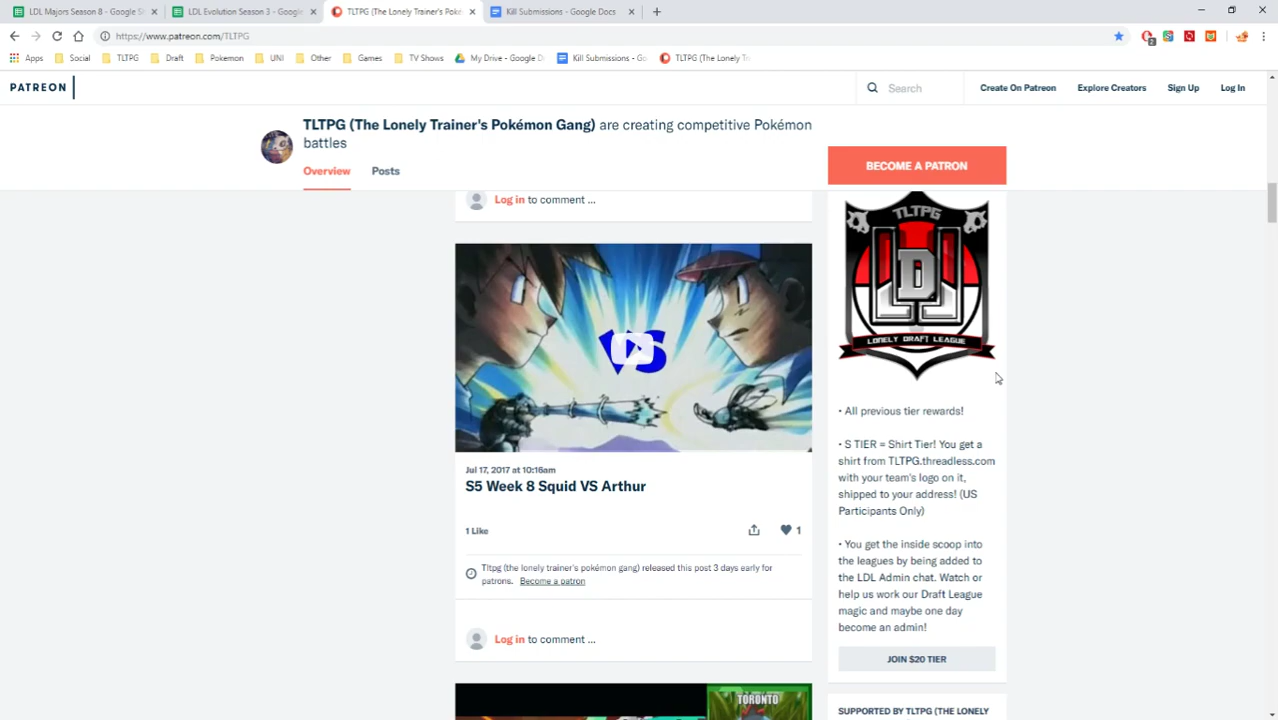 LDL Majors Season 8 - Google S
LDL Evolution Season 3 - Google
TLTPG (The Lonely Trainer's Poké
Kill Submissions - Google Docs
https://www.patreon.com/TLTPG
Apps
Social
TLTPG
Draft
Pokemon
UNI
Other
Games
TV Shows
My Drive - Google D
Kill Submissions - Go
TLTPG (The Lonely Tr
PATREON
Search
Create On Patreon
Explore Creators
Sign Up
Log In
TLTPG (The Lonely Trainer's Pokémon Gang) are creating competitive Pokémon
battles
Overview
Posts
BECOME A PATRON
Log in to comment ...
VS
Jul 17, 2017 at 10:16am
S5 Week 8 Squid VS Arthur
1 Like
1
Tltpg (the lonely trainer's pokémon gang) released this post 3 days early for
patrons. Become a patron
Log in to comment ...
TORONTO
TLTPG
LDL
LONELY DRAFT LEAGUE
• All previous tier rewards!
• S TIER = Shirt Tier! You get a
shirt from TLTPG.threadless.com
with your team's logo on it,
shipped to your address! (US
Participants Only)
• You get the inside scoop into
the leagues by being added to
the LDL Admin chat. Watch or
help us work our Draft League
magic and maybe one day
become an admin!
JOIN $20 TIER
SUPPORTED BY TLTPG (THE LONELY